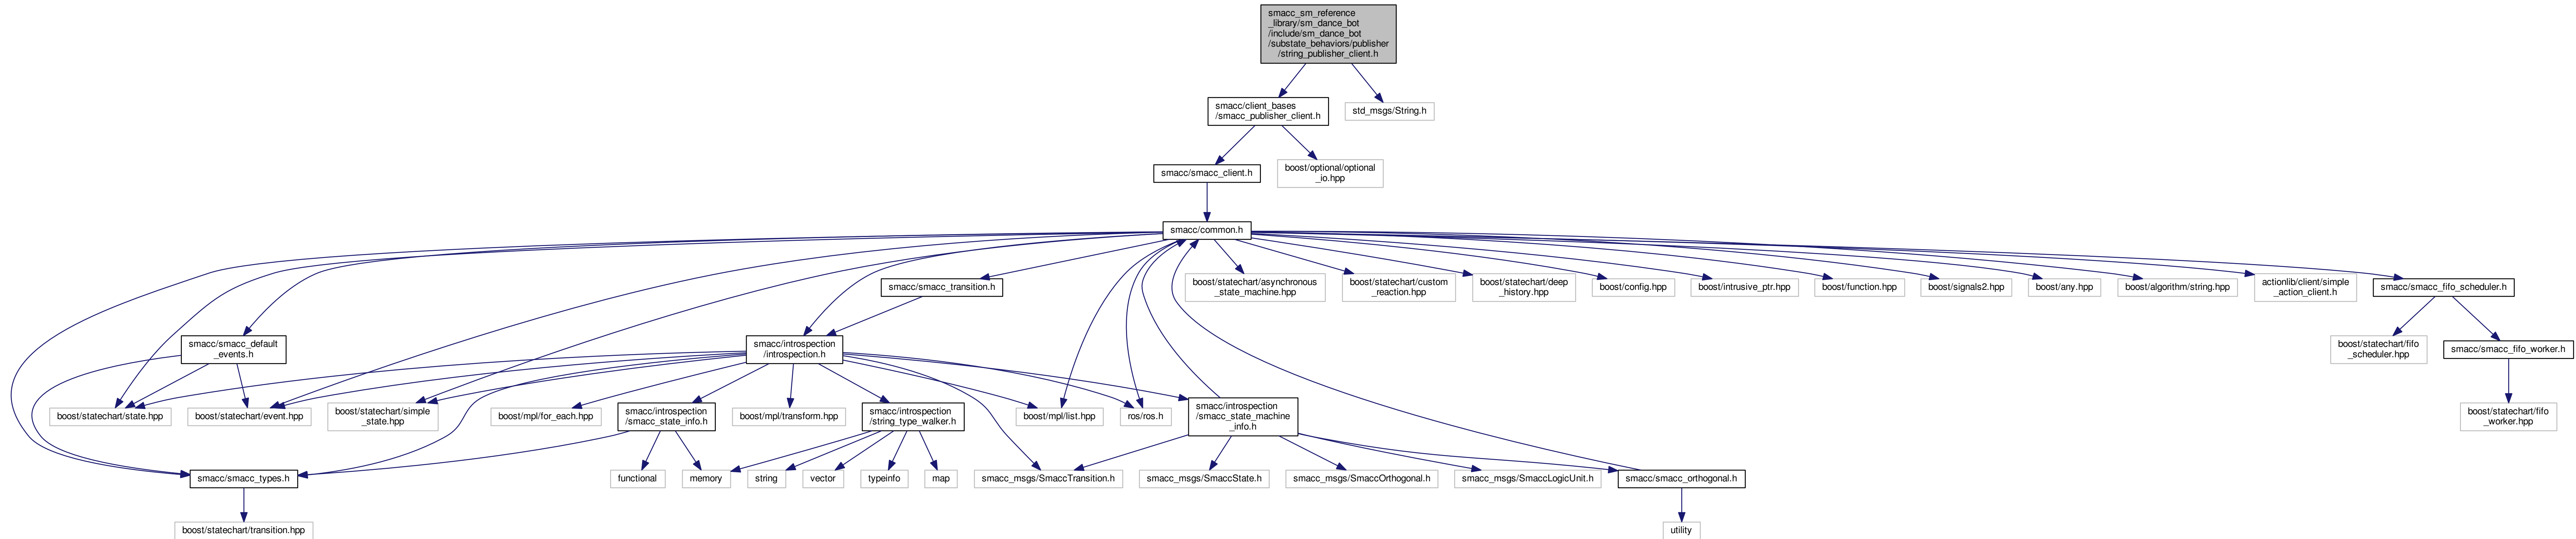 smacc_sm_reference
_library/sm_dance_bot
/include/sm_dance_bot
/substate_behaviors/publisher
/string_publisher_client.h
smacc/client_bases
/smacc_publisher_client.h
std_msgs/String.h
smacc/smacc_client.h
boost/optional/optional
_io.hpp
smacc/common.h
smacc/smacc_transition.h
boost/statechart/asynchronous
_state_machine.hpp
boost/statechart/custom
_reaction.hpp
boost/statechart/deep
_history.hpp
boost/config.hpp
boost/intrusive_ptr.hpp
boost/function.hpp
boost/signals2.hpp
boost/any.hpp
boost/algorithm/string.hpp
actionlib/client/simple
_action_client.h
smacc/smacc_fifo_scheduler.h
smacc/smacc_default
_events.h
smacc/introspection
/introspection.h
boost/statechart/fifo
_scheduler.hpp
smacc/smacc_fifo_worker.h
boost/statechart/state.hpp
boost/statechart/event.hpp
boost/statechart/simple
_state.hpp
boost/mpl/for_each.hpp
smacc/introspection
/smacc_state_info.h
boost/mpl/transform.hpp
smacc/introspection
/string_type_walker.h
boost/mpl/list.hpp
ros/ros.h
smacc/introspection
/smacc_state_machine
_info.h
boost/statechart/fifo
_worker.hpp
smacc/smacc_types.h
functional
memory
string
vector
typeinfo
map
smacc_msgs/SmaccTransition.h
smacc_msgs/SmaccState.h
smacc_msgs/SmaccOrthogonal.h
smacc_msgs/SmaccLogicUnit.h
smacc/smacc_orthogonal.h
boost/statechart/transition.hpp
utility